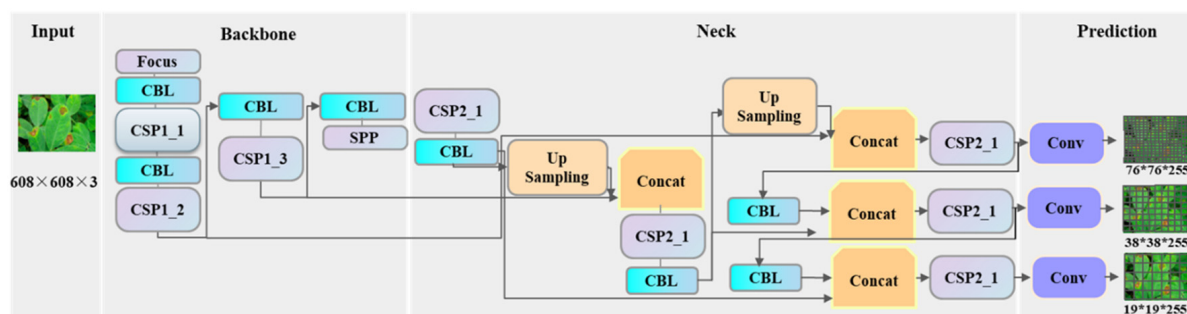 Input
Backbone
Neck
Prediction
608×608×3
Focus
CBL
CSP1_1
CBL
CSP1_2
CBL
CSP1_3
CBL
SPP
CSP2_1
CBL
Up
Sampling
Concat
CSP2_1
CBL
Up
Sampling
Concat
CSP2_1
Conv
76*76*255
CBL
Concat
CSP2_1
Conv
38*38*255
CBL
Concat
CSP2_1
Conv
19*19*255